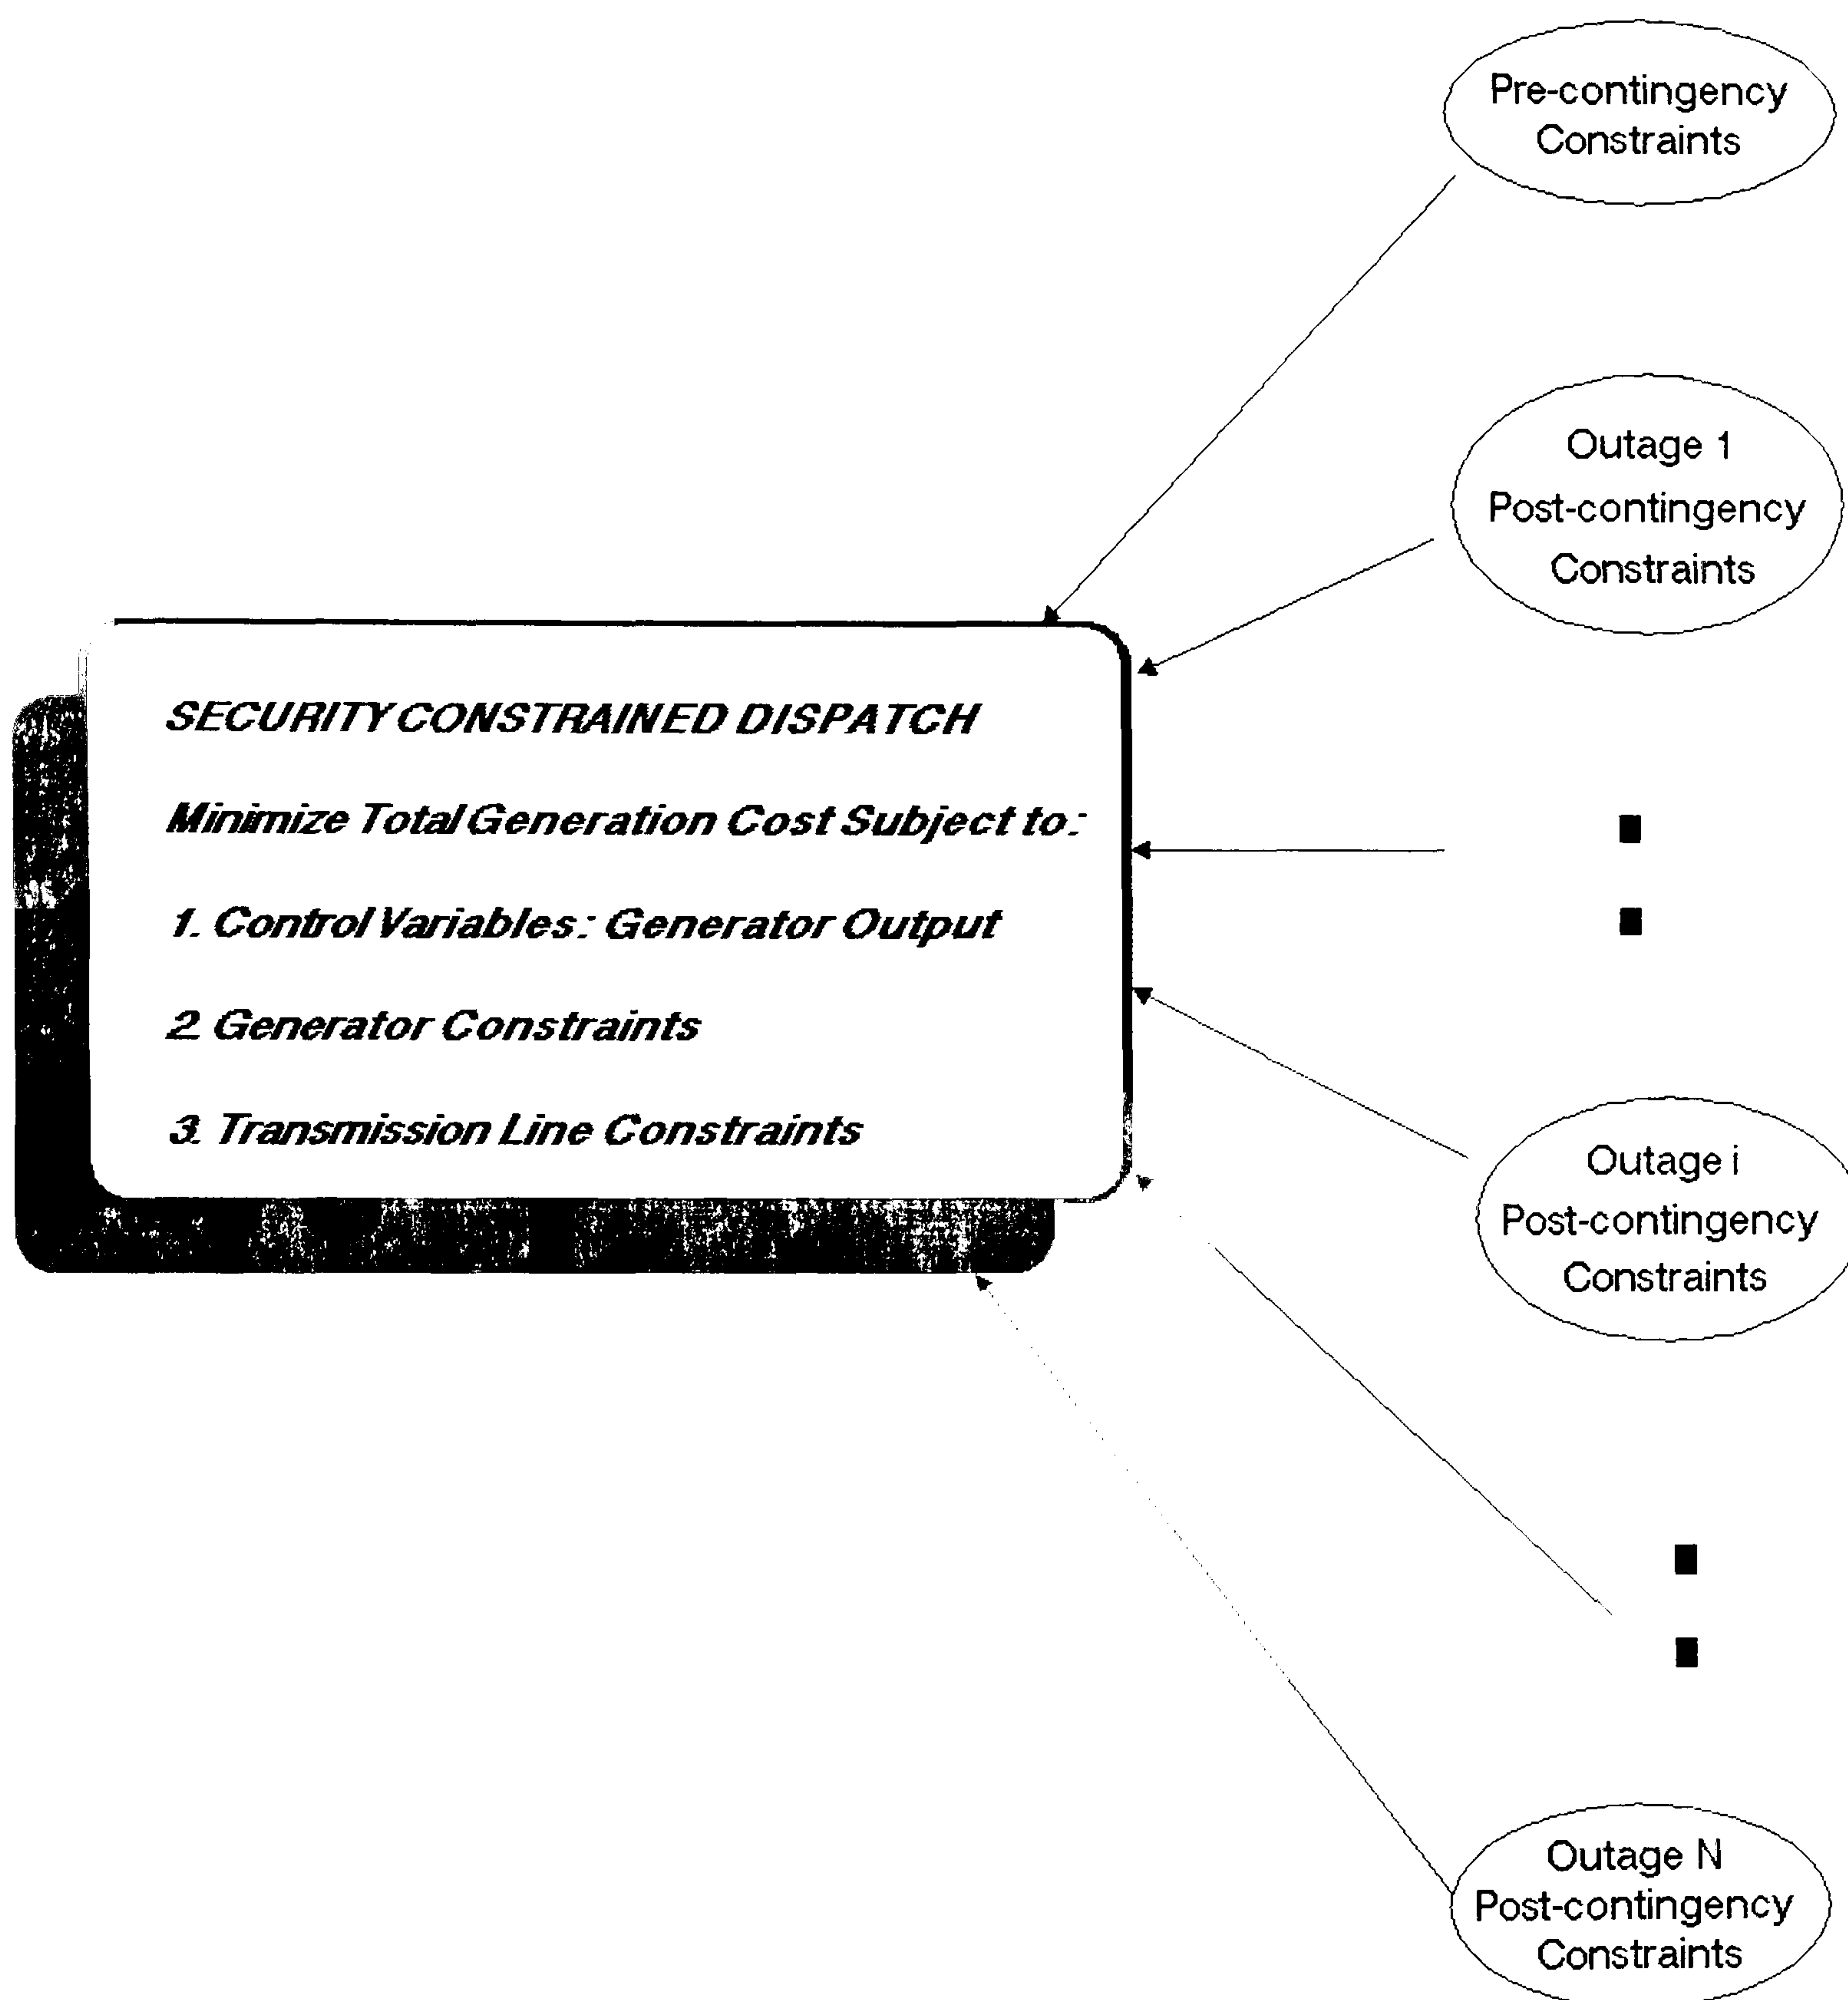 Pre-contingency
Constraints
Outage 1
Post-contingency
Constraints
SECURITY CONSTRAINED DISPATCH
Minimize Total Generation Cost Subject to:
1. Control Variables: Generator Output
2. Generator Constraints
3. Transmission Line Constraints
Outage i
Post-contingency
Constraints
Outage N
Post-contingency
Constraints